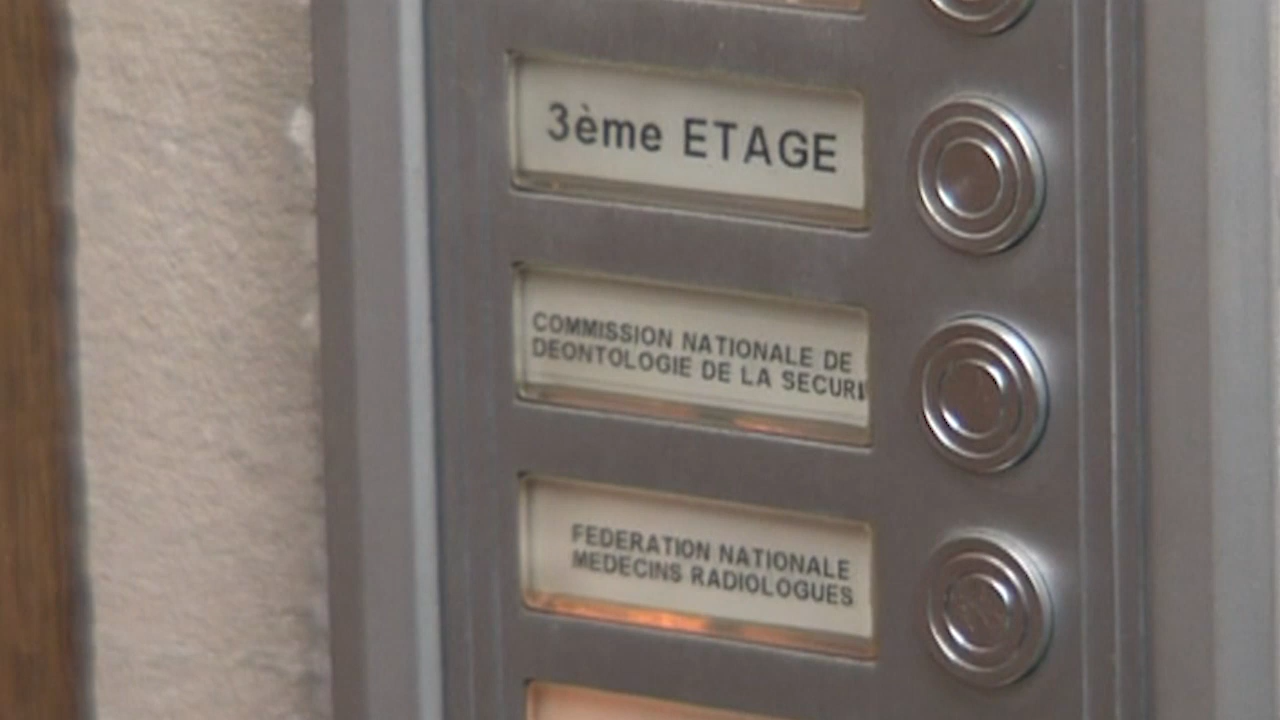 3ème ETAGE
COMMISSION NATIONALE DE
DEONTOLOGIE DE LA SECURI
FEDERATION NATIONALE
MEDECINS RADIOLOGUES